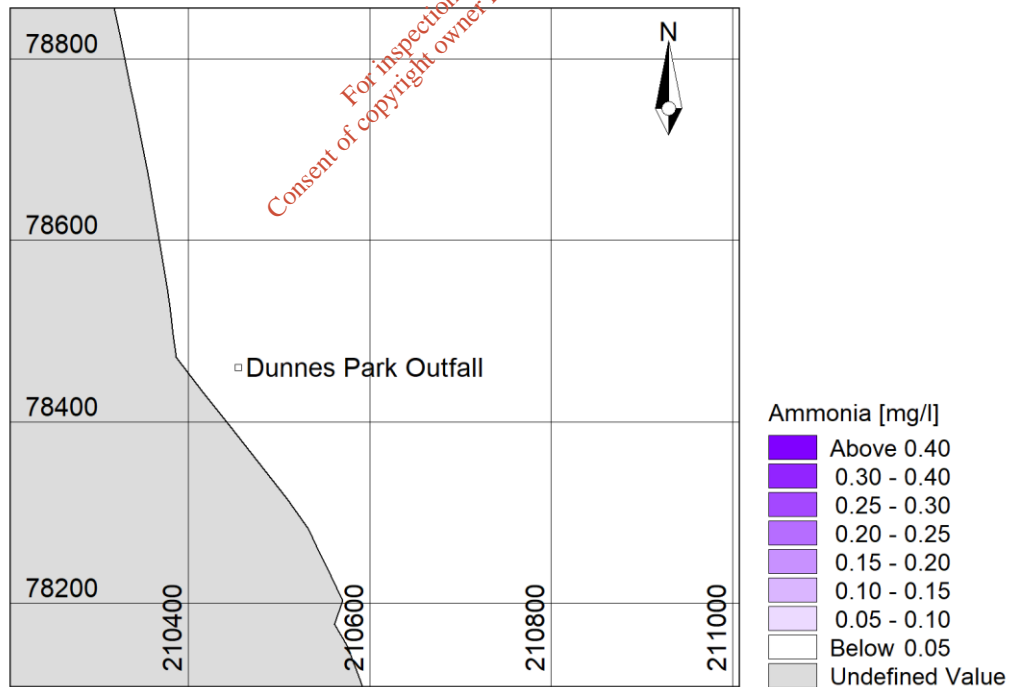 For inspection
Consent of copyright owner
N
78800
78600
Dunnes Park Outfall
78400
78200
210400
210600
210800
211000
Ammonia [mg/l]
Above 0.40
0.30 - 0.40
0.25 - 0.30
0.20 - 0.25
0.15 - 0.20
0.10 - 0.15
0.05 - 0.10
Below 0.05
Undefined Value